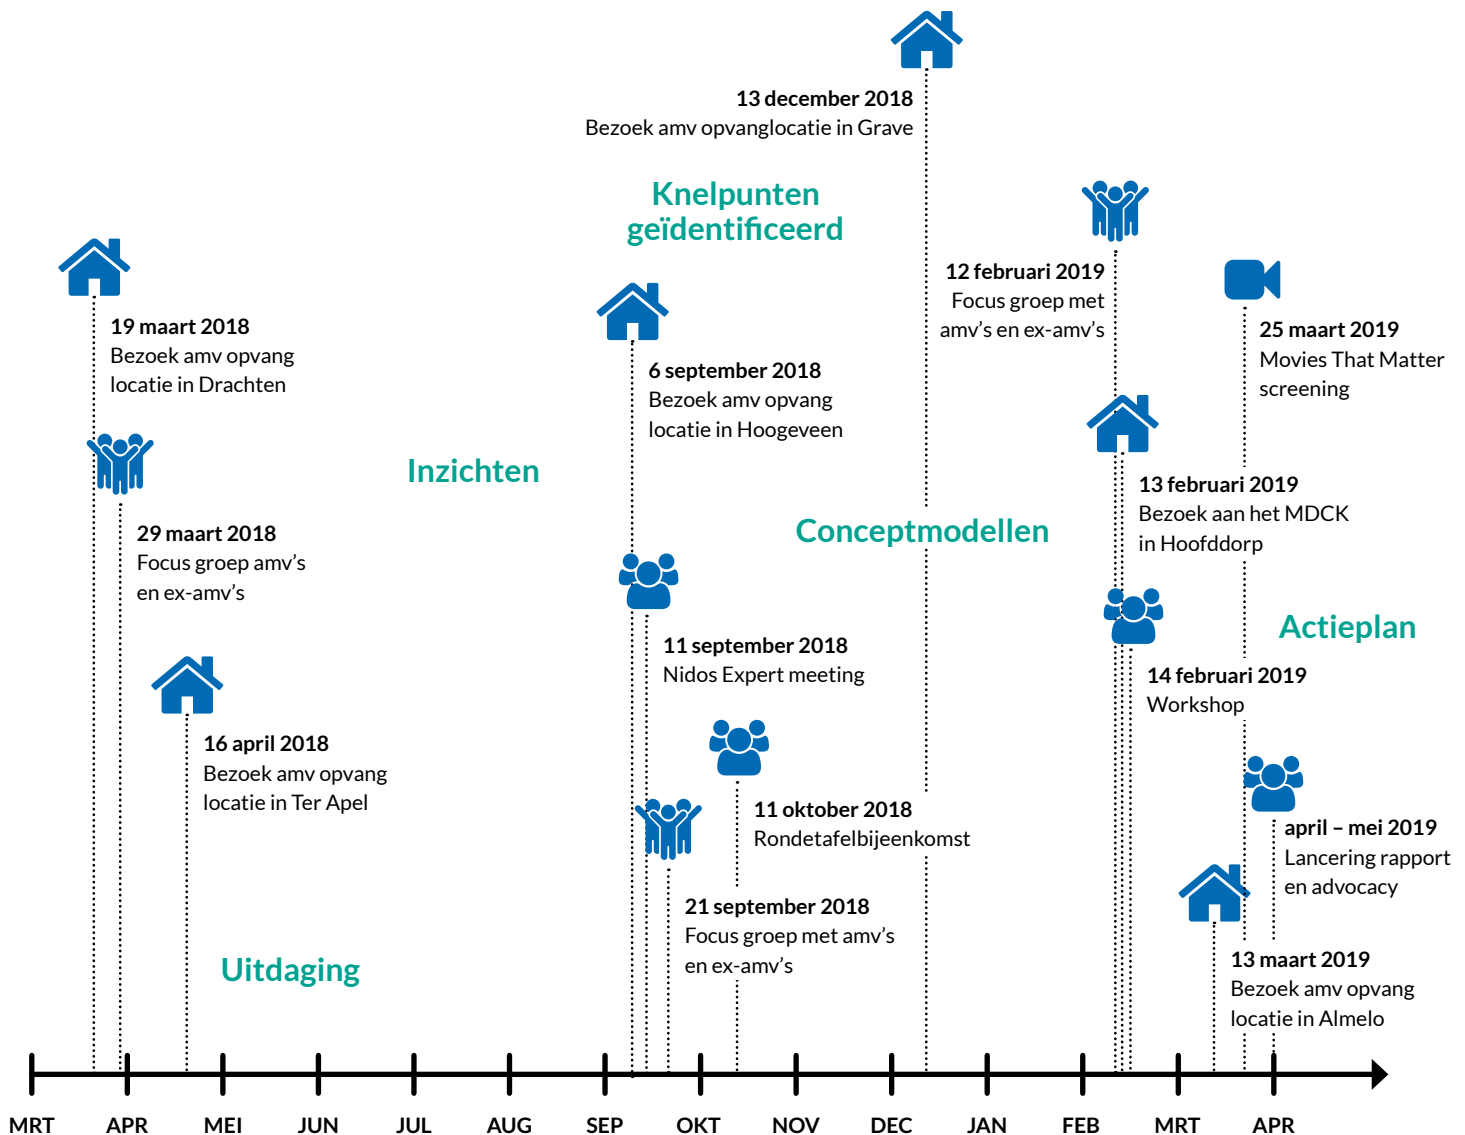 13 december 2018
Bezoek amv opvanglocatie in Grave
Knelpunten
geïdentificeerd
19 maart 2018
Bezoek amv opvang
locatie in Drachten
29 maart 2018
Focus groep amv’s
en ex-amv’s
16 april 2018
Bezoek amv opvang
locatie in Ter Apel
Uitdaging
Inzichten
6 september 2018
Bezoek amv opvang
locatie in Hoogeveen
11 september 2018
Nidos Expert meeting
21 september 2018
Focus groep met amv’s
en ex-amv’s
11 oktober 2018
Rondetafelbijeenkomst
Conceptmodellen
12 februari 2019
Focus groep met
amv’s en ex-amv’s
13 februari 2019
Bezoek aan het MDCK
in Hoofddorp
14 februari 2019
Workshop
25 maart 2019
Movies That Matter
screening
Actieplan
april – mei 2019
Lancering rapport
en advocacy
13 maart 2019
Bezoek amv opvang
locatie in Almelo
MRT APR MEI JUN JUL AUG SEP OKT NOV DEC JAN FEB MRT APR